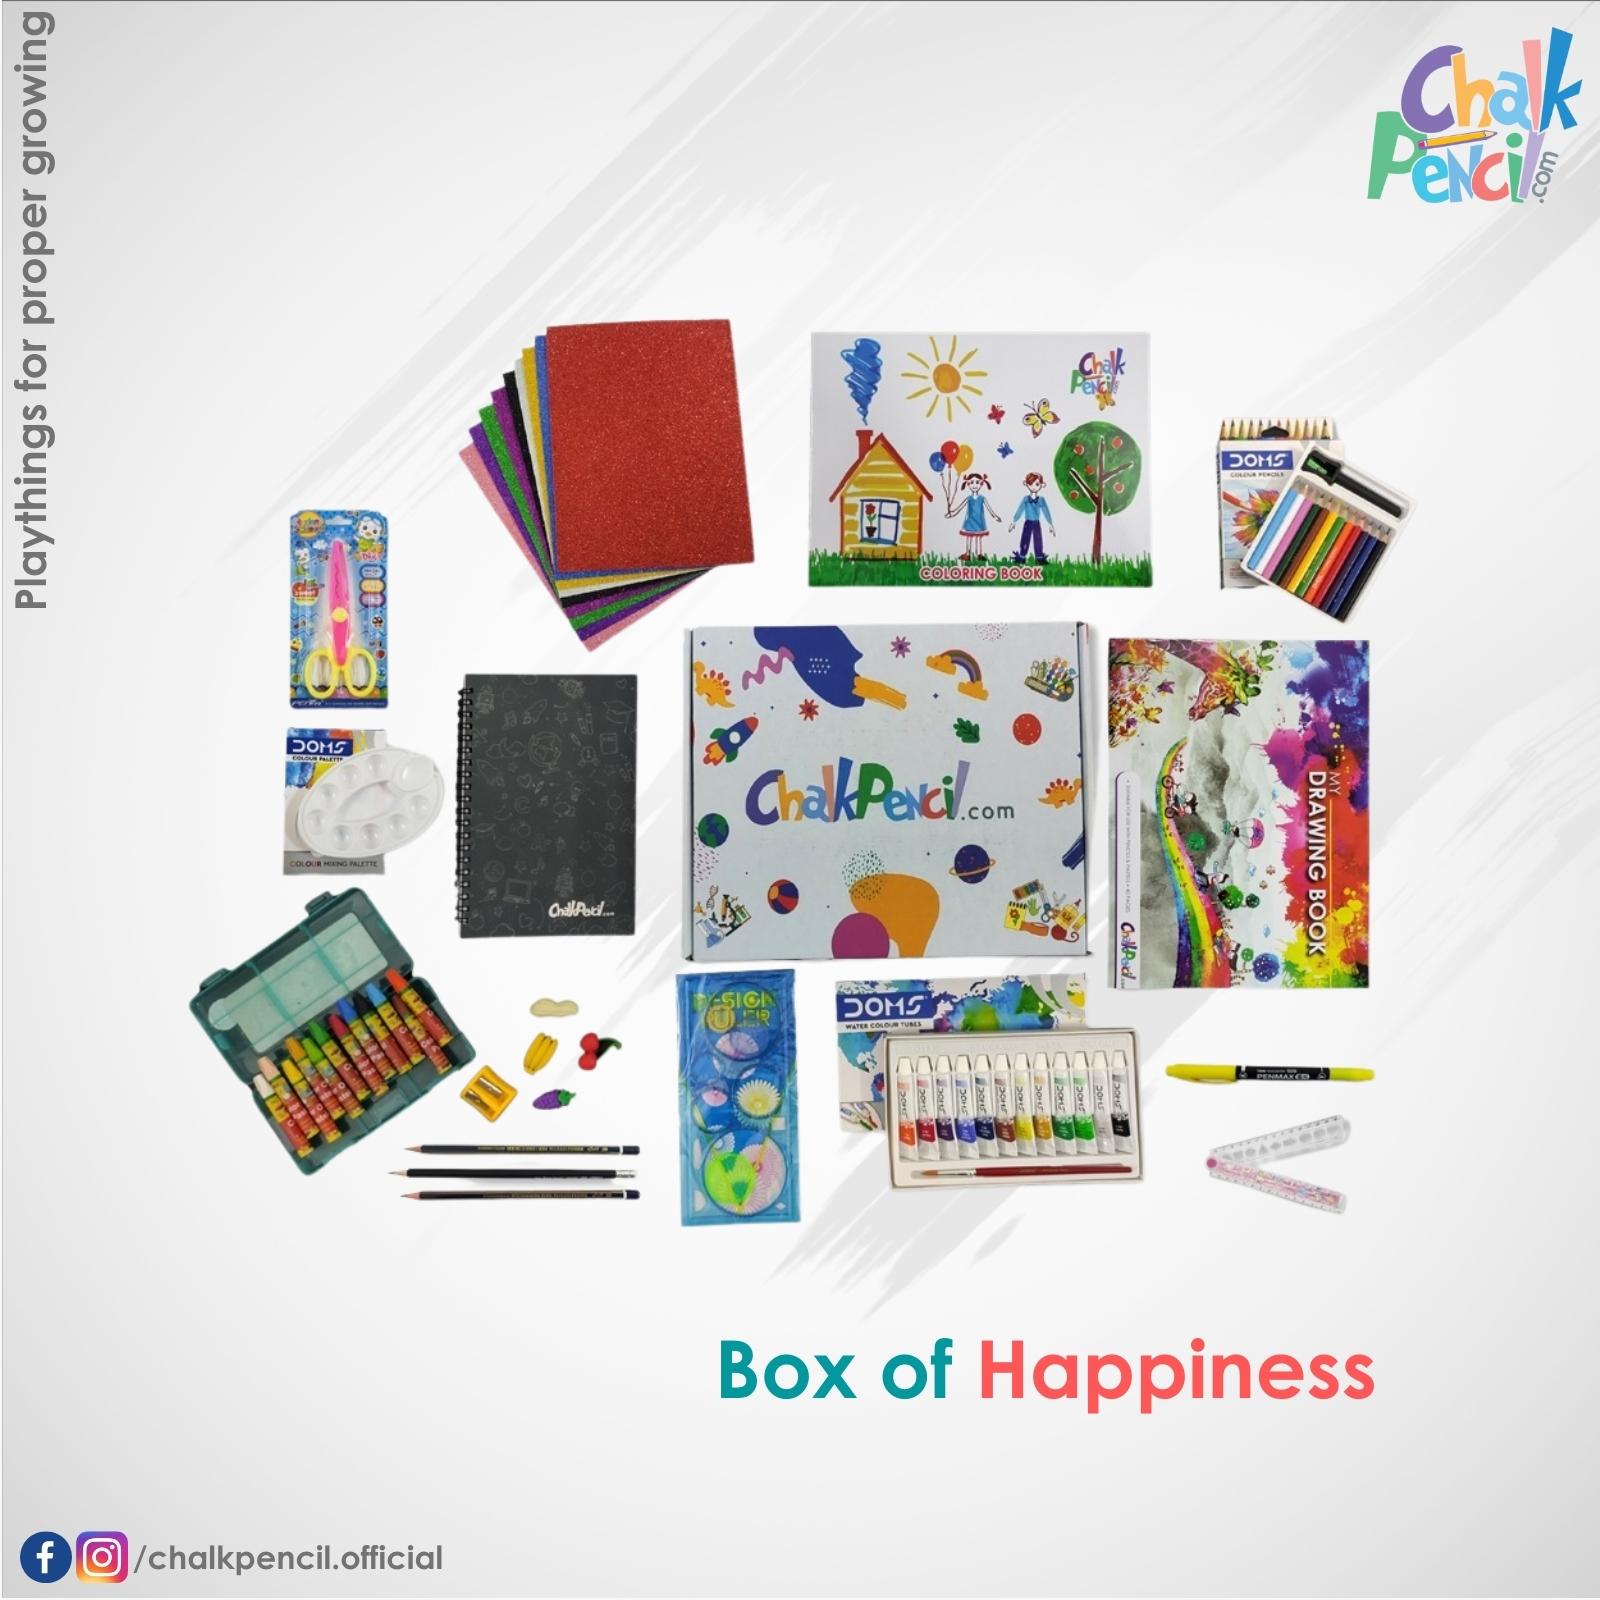 Playthings for proper growing
Chalk
Pencil.com
Chalk
Pencil
COLORING BOOK
DOMS
COLOUR PENCILS
DOMS
COLOUR PALETTE
COLOUR MIXING PALETTE
ChalkPencil.com
ChalkPencil.com
MY
DRAWING BOOK
ChalkPencil
DESIGN
RULER
DOMS
WATER COLOUR TUBES
PENMAX
Box of Happiness
/chalkpencil.official